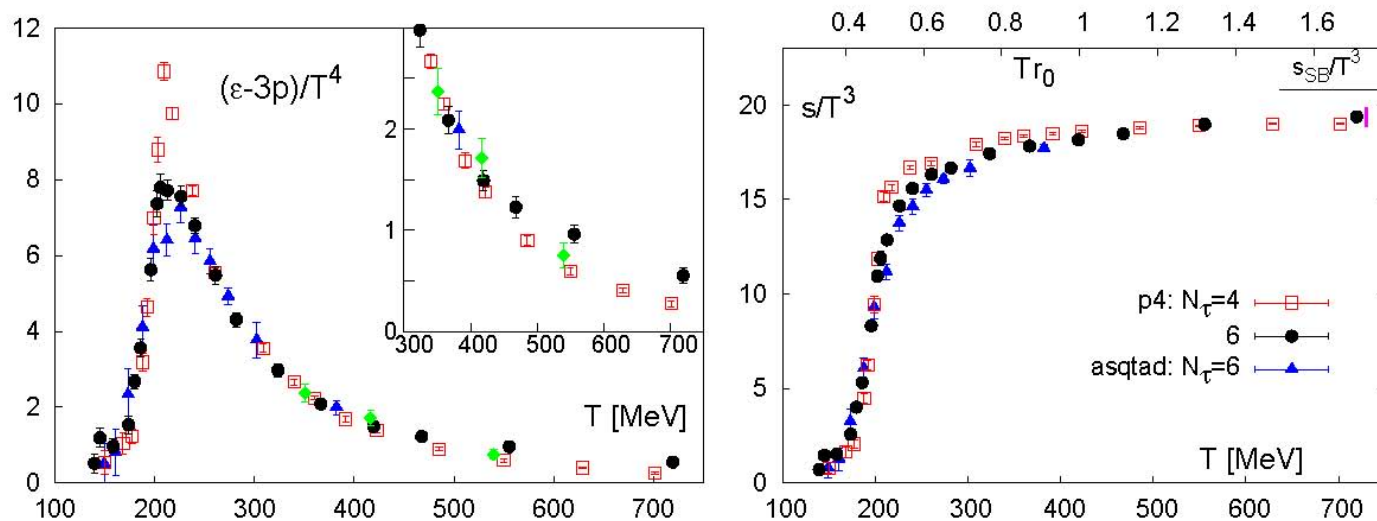 12
10
8
6
4
2
0
100 200 300 400 500 600 700
(ε-3p)/T⁴
2
1
0
300 400 500 600 700
T [MeV]
0.4 0.6 0.8 1 1.2 1.4 1.6
Tr₀
s_SB/T³
s/T³
20
15
10
5
0
p4: N_τ=4
6
asqtad: N_τ=6
T [MeV]
100 200 300 400 500 600 700